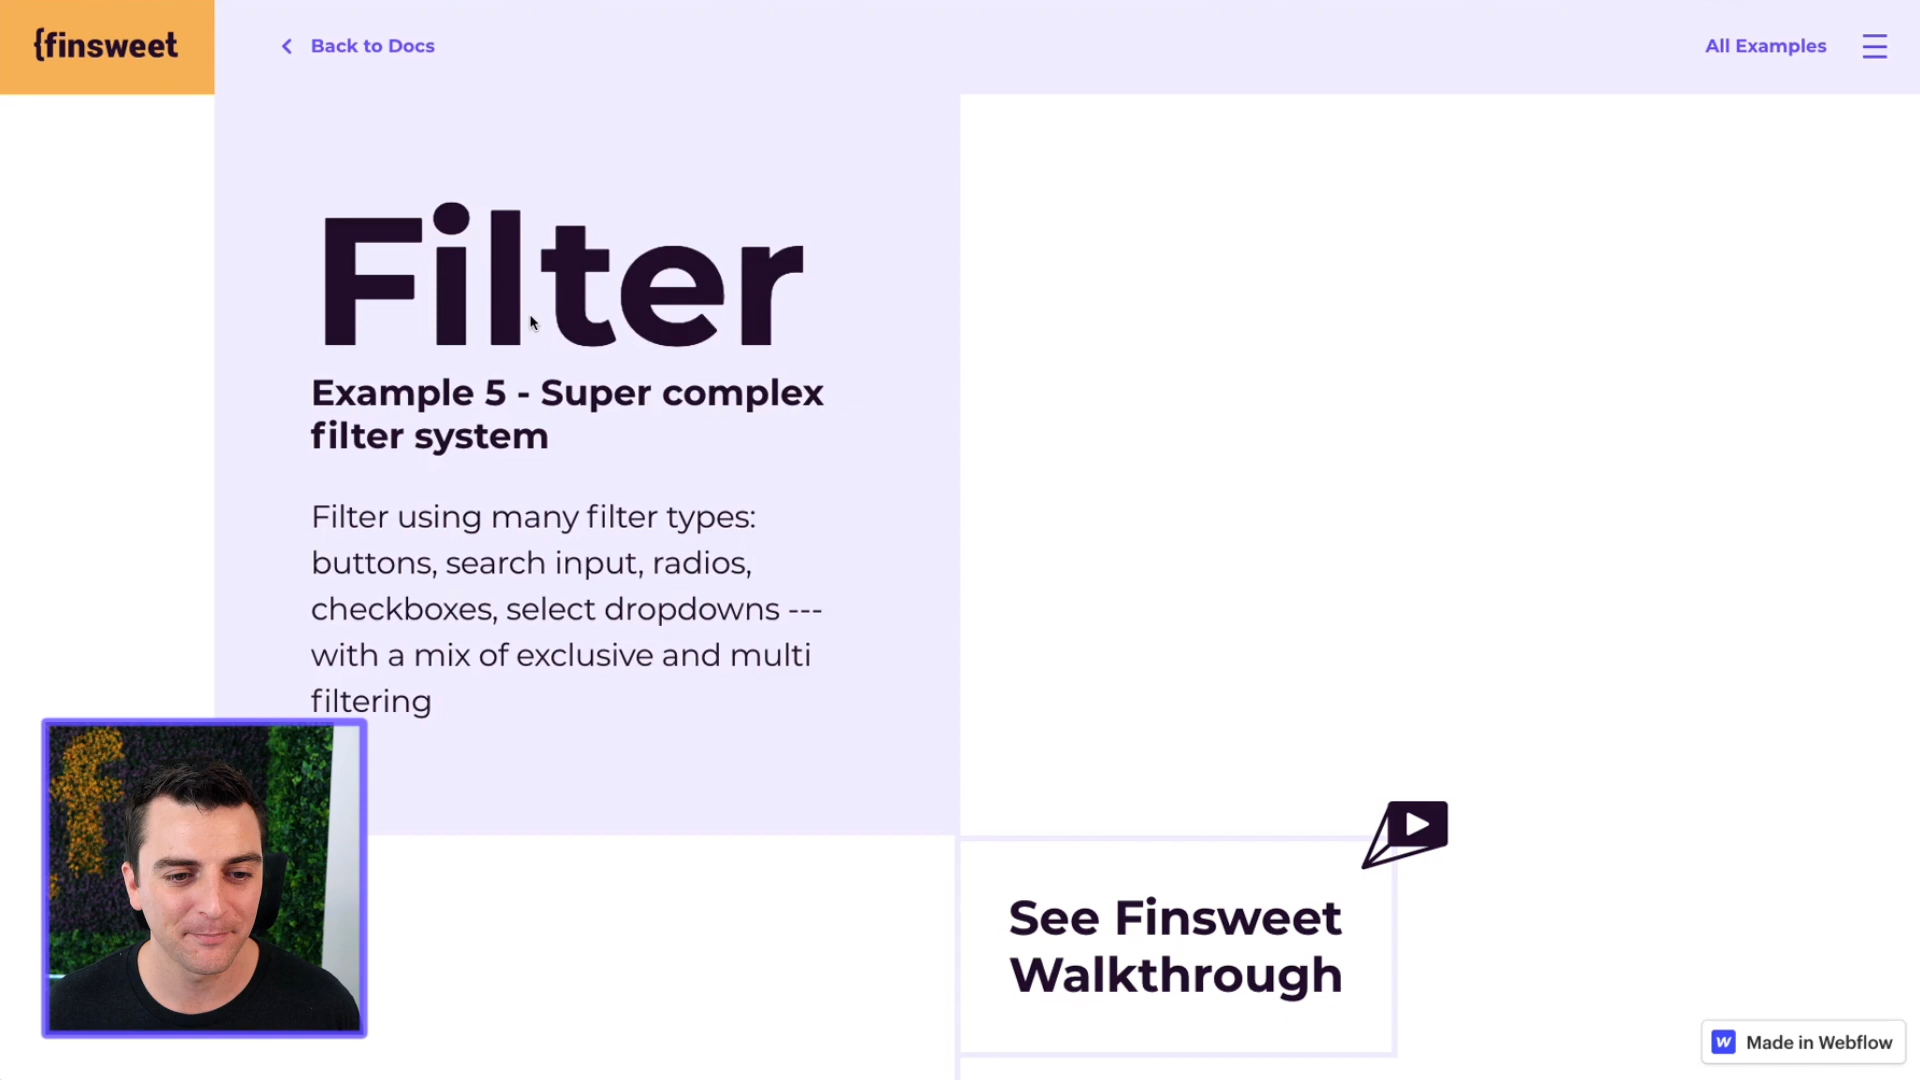 {finsweet
Back to Docs
All Examples
Filter
Example 5 - Super complex
filter system
Filter using many filter types:
buttons, search input, radios,
checkboxes, select dropdowns ---
with a mix of exclusive and multi
filtering
See Finsweet
Walkthrough
Made in Webflow